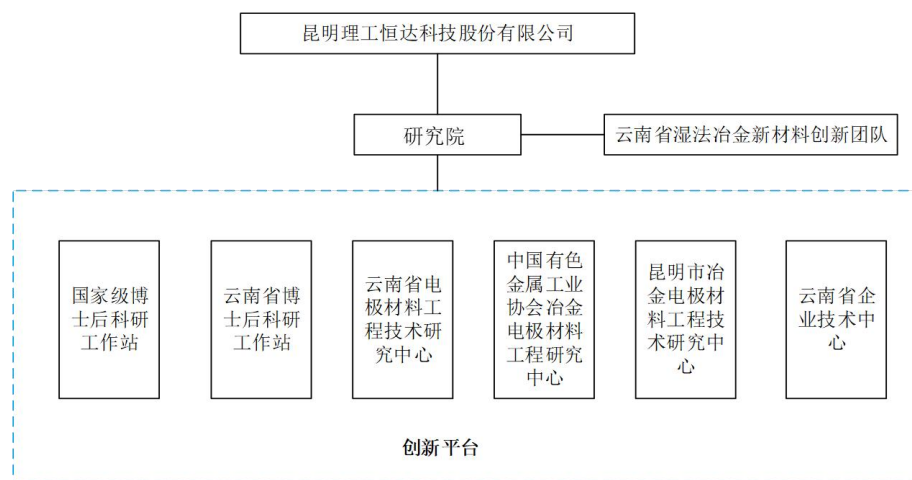 昆明理工恒达科技股份有限公司
研究院
云南省湿法冶金新材料创新团队
国家级博
士后科研
工作站
云南省博
士后科研
工作站
云南省电
极材料工
程技术研
究中心
中国有色
金属工业
协会冶金
电极材料
工程研究
中心
昆明市冶
金电极材
料工程技
术研究中
心
云南省企
业技术中
心
创新平台